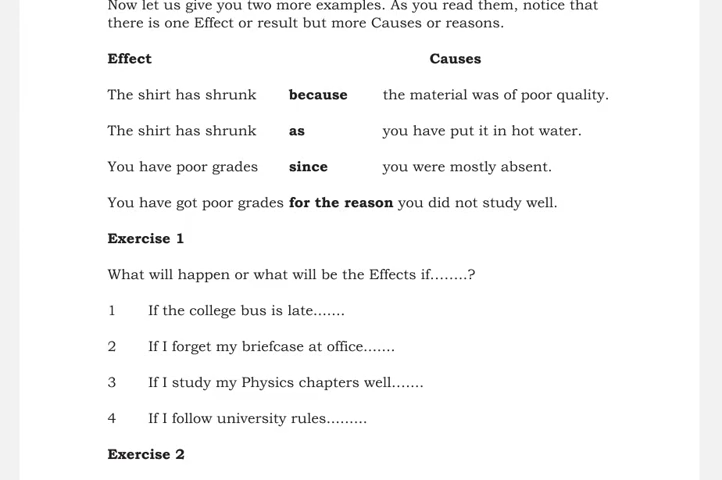 Now let us give you two more examples. As you read them, notice that
there is one Effect or result but more Causes or reasons.
Effect Causes
The shirt has shrunk because the material was of poor quality.
The shirt has shrunk as you have put it in hot water.
You have poor grades since you were mostly absent.
You have got poor grades for the reason you did not study well.
Exercise 1
What will happen or what will be the Effects if........?
1 If the college bus is late.......
2 If I forget my briefcase at office.......
3 If I study my Physics chapters well.......
4 If I follow university rules.........
Exercise 2